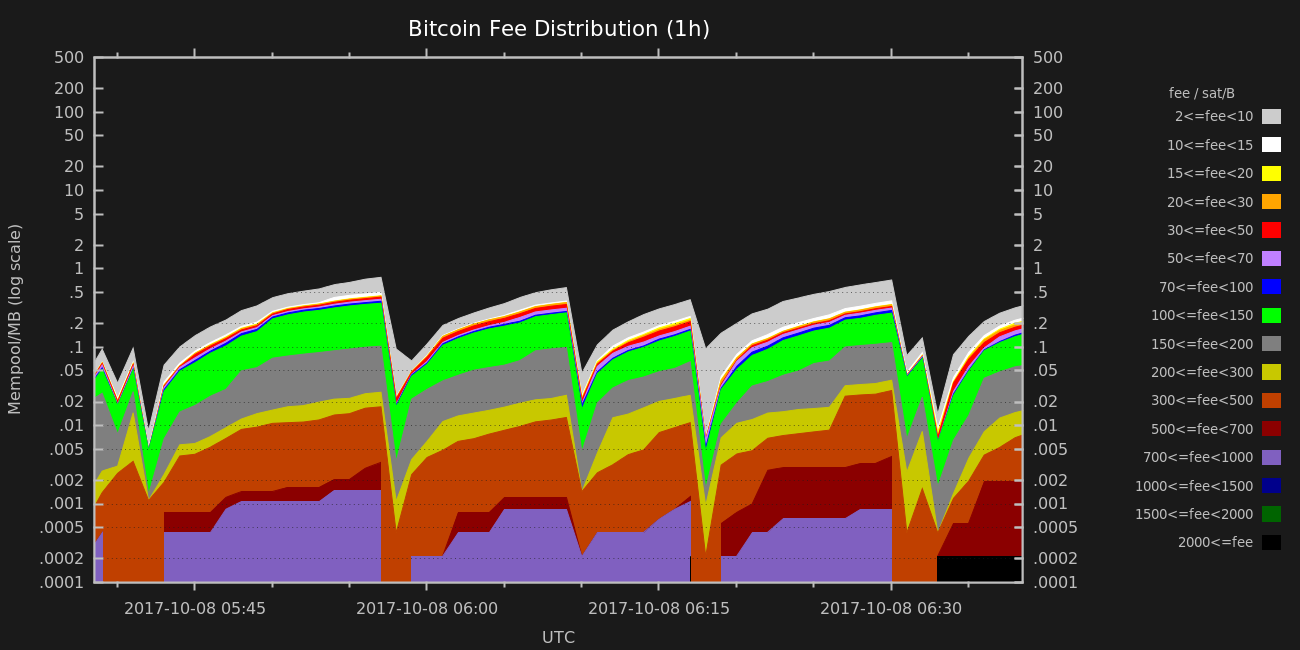 Bitcoin Fee Distribution (1h)
Mempool/MB (log scale)
500
200
100
50
20
10
5
2
1
.5
.2
.1
.05
.02
.01
.005
.002
.001
.0005
.0002
.0001
500
200
100
50
20
10
5
2
1
.5
.2
.1
.05
.02
.01
.005
.002
.001
.0005
.0002
.0001
2017-10-08 05:45
2017-10-08 06:00
2017-10-08 06:15
2017-10-08 06:30
UTC
fee / sat/B
2<=fee<10
10<=fee<15
15<=fee<20
20<=fee<30
30<=fee<50
50<=fee<70
70<=fee<100
100<=fee<150
150<=fee<200
200<=fee<300
300<=fee<500
500<=fee<700
700<=fee<1000
1000<=fee<1500
1500<=fee<2000
2000<=fee